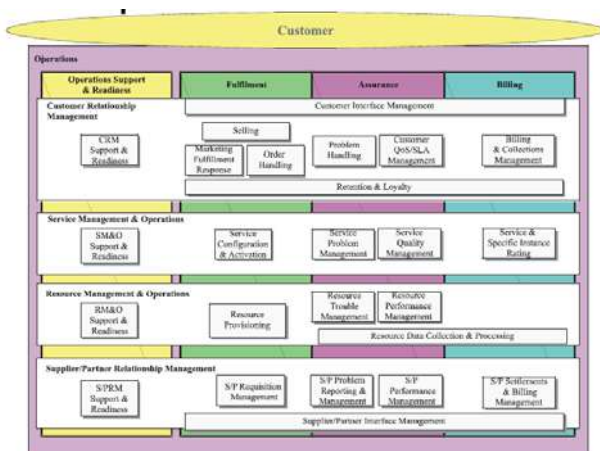 Customer
Operations
Operations Support
& Readiness
Fulfilment
Assurance
Billing
Customer Relationship
Management
Customer Interface Management
CRM
Support &
Readiness
Selling
Marketing
Fulfillment
Response
Order
Handling
Problem
Handling
Customer
QoS/SLA
Management
Billing
& Collections
Management
Retention & Loyalty
Service Management & Operations
SM&O
Support &
Readiness
Service
Configuration
& Activation
Service
Problem
Management
Service
Quality
Management
Service &
Specific Instance
Rating
Resource Management & Operations
RM&O
Support &
Readiness
Resource
Provisioning
Resource
Trouble
Management
Resource
Performance
Management
Resource Data Collection & Processing
Supplier/Partner Relationship Management
S/PRM
Support &
Readiness
S/P Requisition
Management
S/P Problem
Reporting &
Management
S/P
Performance
Management
S/P Settlements
& Billing
Management
Supplier/Partner Interface Management